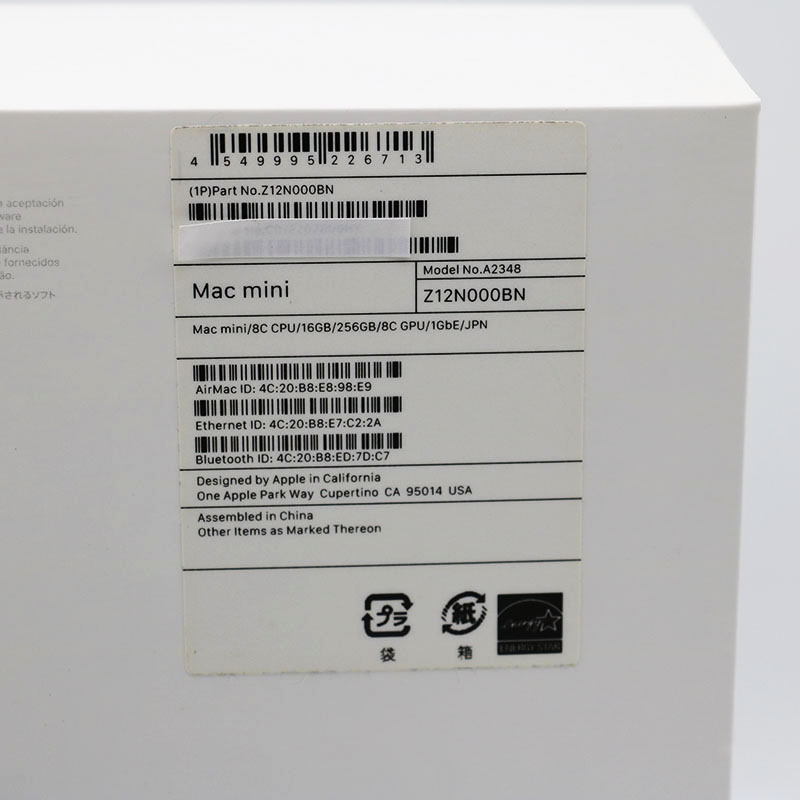 4 549995 226713
(1P)Part No.Z12N000BN
Mac mini
Model No.A2348
Z12N000BN
Mac mini/8C CPU/16GB/256GB/8C GPU/1GbE/JPN
AirMac ID: 4C:20:B8:E8:98:E9
Ethernet ID: 4C:20:B8:E7:C2:2A
Bluetooth ID: 4C:20:B8:ED:7D:C7
Designed by Apple in California
One Apple Park Way Cupertino CA 95014 USA
Assembled in China
Other Items as Marked Thereon
プラ
紙
袋
箱
ENERGY STAR
aceptación
ware
e la instalación.
fornecidos
ão.
されるソフト